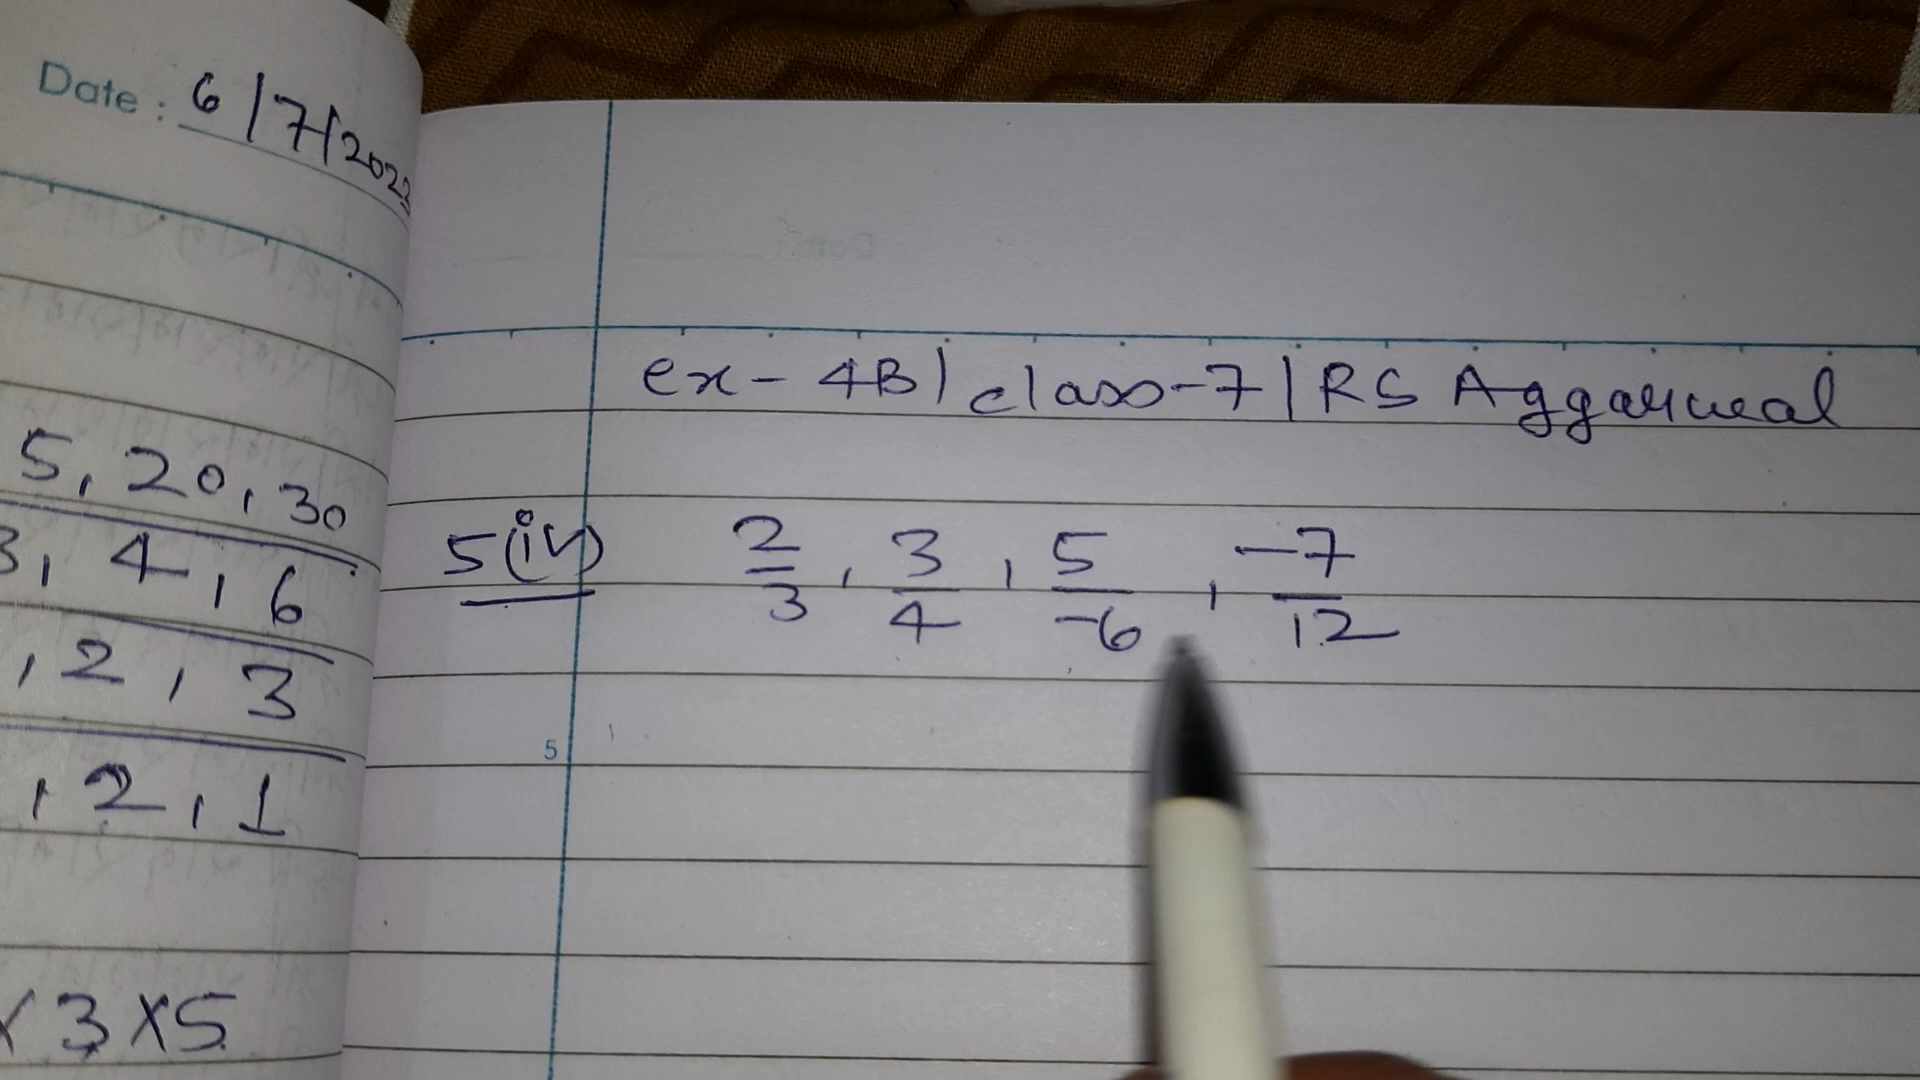 Date : 6/7/2023
5, 20, 30
3, 4, 6
, 2, 3
, 2, 1
× 3 × 5
ex - 4B | class - 7 | RS Aggarwal
5(iv) 2/3 , 3/4 , 5/-6 , -7/12
5